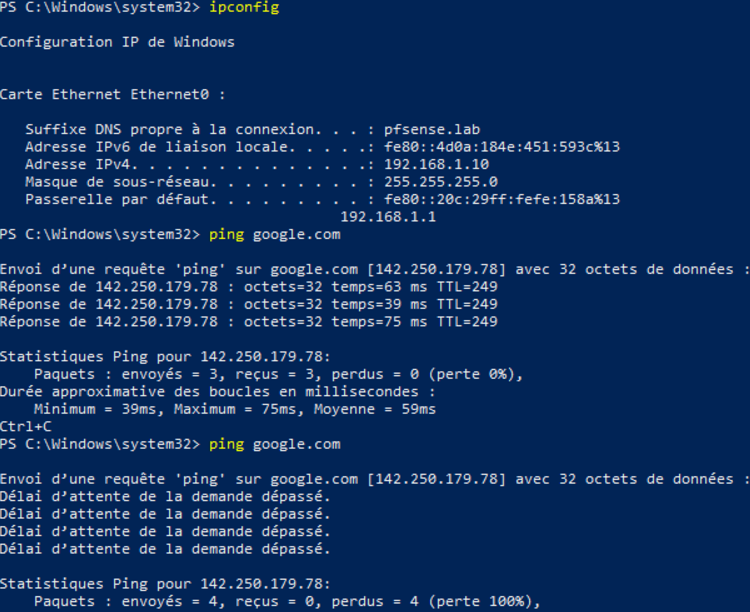 PS C:\Windows\system32> ipconfig
Configuration IP de Windows
Carte Ethernet Ethernet0 :
Suffixe DNS propre à la connexion. . . : pfsense.lab
Adresse IPv6 de liaison locale. . . . .: fe80::4d0a:184e:451:593c%13
Adresse IPv4. . . . . . . . . . . . . .: 192.168.1.10
Masque de sous-réseau. . . . . . . . . : 255.255.255.0
Passerelle par défaut. . . . . . . . . : fe80::20c:29ff:fefe:158a%13
192.168.1.1
PS C:\Windows\system32> ping google.com
Envoi d’une requête 'ping' sur google.com [142.250.179.78] avec 32 octets de données :
Réponse de 142.250.179.78 : octets=32 temps=63 ms TTL=249
Réponse de 142.250.179.78 : octets=32 temps=39 ms TTL=249
Réponse de 142.250.179.78 : octets=32 temps=75 ms TTL=249
Statistiques Ping pour 142.250.179.78:
Paquets : envoyés = 3, reçus = 3, perdus = 0 (perte 0%),
Durée approximative des boucles en millisecondes :
Minimum = 39ms, Maximum = 75ms, Moyenne = 59ms
Ctrl+C
PS C:\Windows\system32> ping google.com
Envoi d’une requête 'ping' sur google.com [142.250.179.78] avec 32 octets de données :
Délai d’attente de la demande dépassé.
Délai d’attente de la demande dépassé.
Délai d’attente de la demande dépassé.
Délai d’attente de la demande dépassé.
Statistiques Ping pour 142.250.179.78:
Paquets : envoyés = 4, reçus = 0, perdus = 4 (perte 100%),